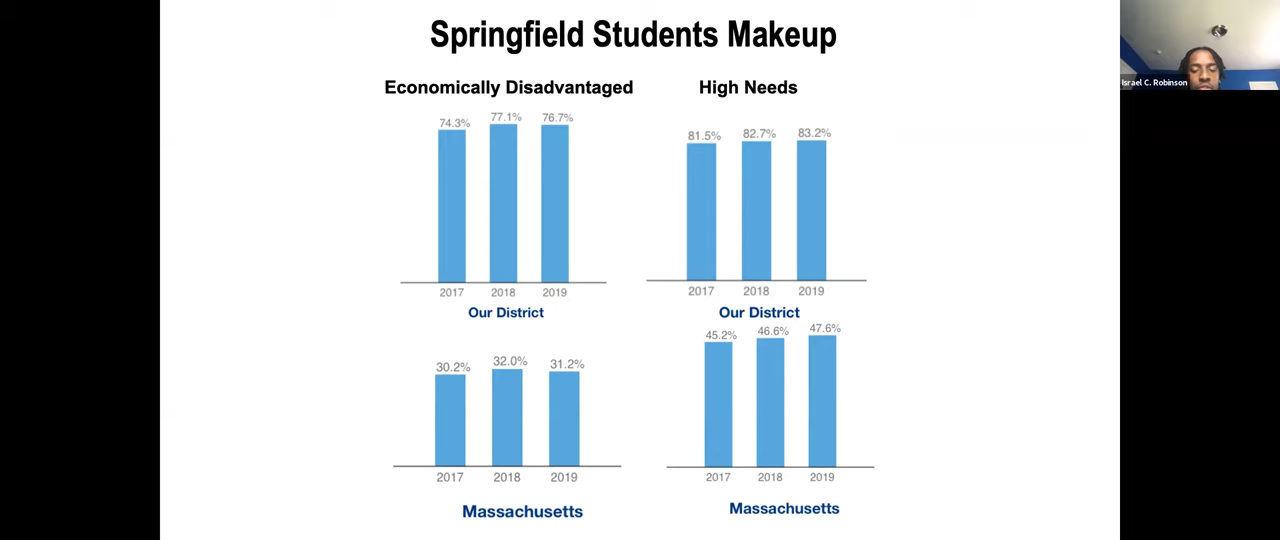 Springfield Students Makeup
Israel C. Robinson
Economically Disadvantaged
High Needs
74.3% 77.1% 76.7%
2017 2018 2019
Our District
81.5% 82.7% 83.2%
2017 2018 2019
Our District
30.2% 32.0% 31.2%
2017 2018 2019
Massachusetts
45.2% 46.6% 47.6%
2017 2018 2019
Massachusetts